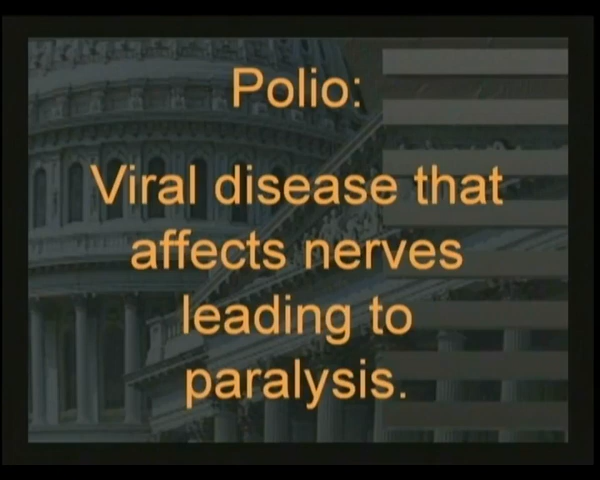 Polio:
Viral disease that
affects nerves
leading to
paralysis.